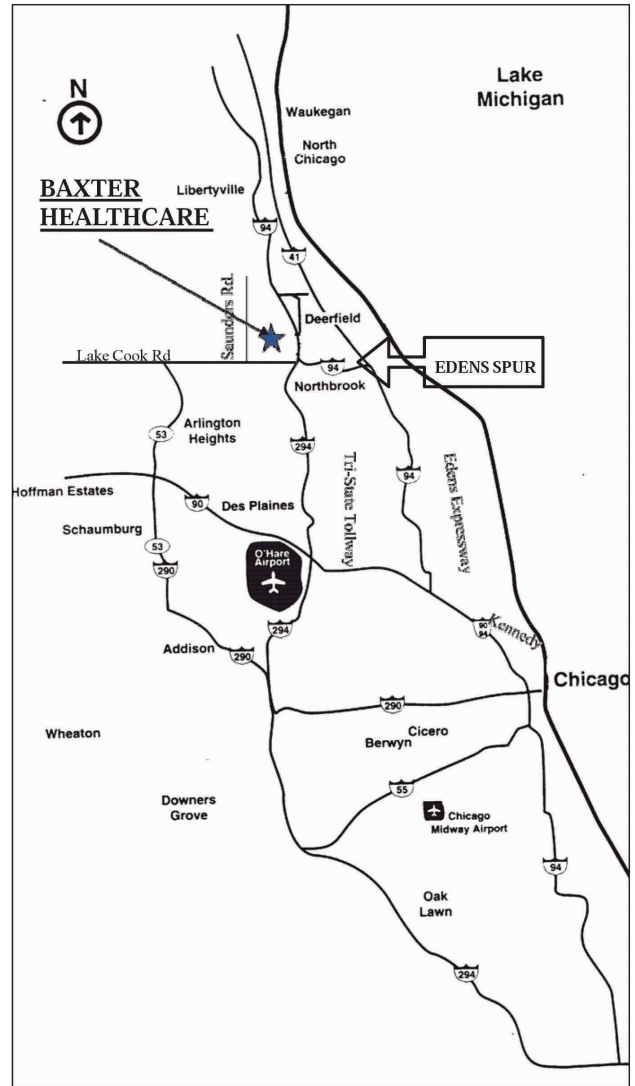 Lake
Michigan
N
Waukegan
North
Chicago
BAXTER
HEALTHCARE
Libertyville
94
41
Saunders Rd.
Deerfield
Lake Cook Rd
94
EDENS SPUR
Northbrook
Arlington
Heights
53
294
Tri-State Tollway
94
Edens Expressway
Hoffman Estates
90
Des Plaines
Schaumburg
53
290
O'Hare
Airport
294
90
94
Kennedy
Addison
290
Chicago
290
Wheaton
Cicero
Berwyn
55
Downers
Grove
Chicago
Midway Airport
94
Oak
Lawn
294